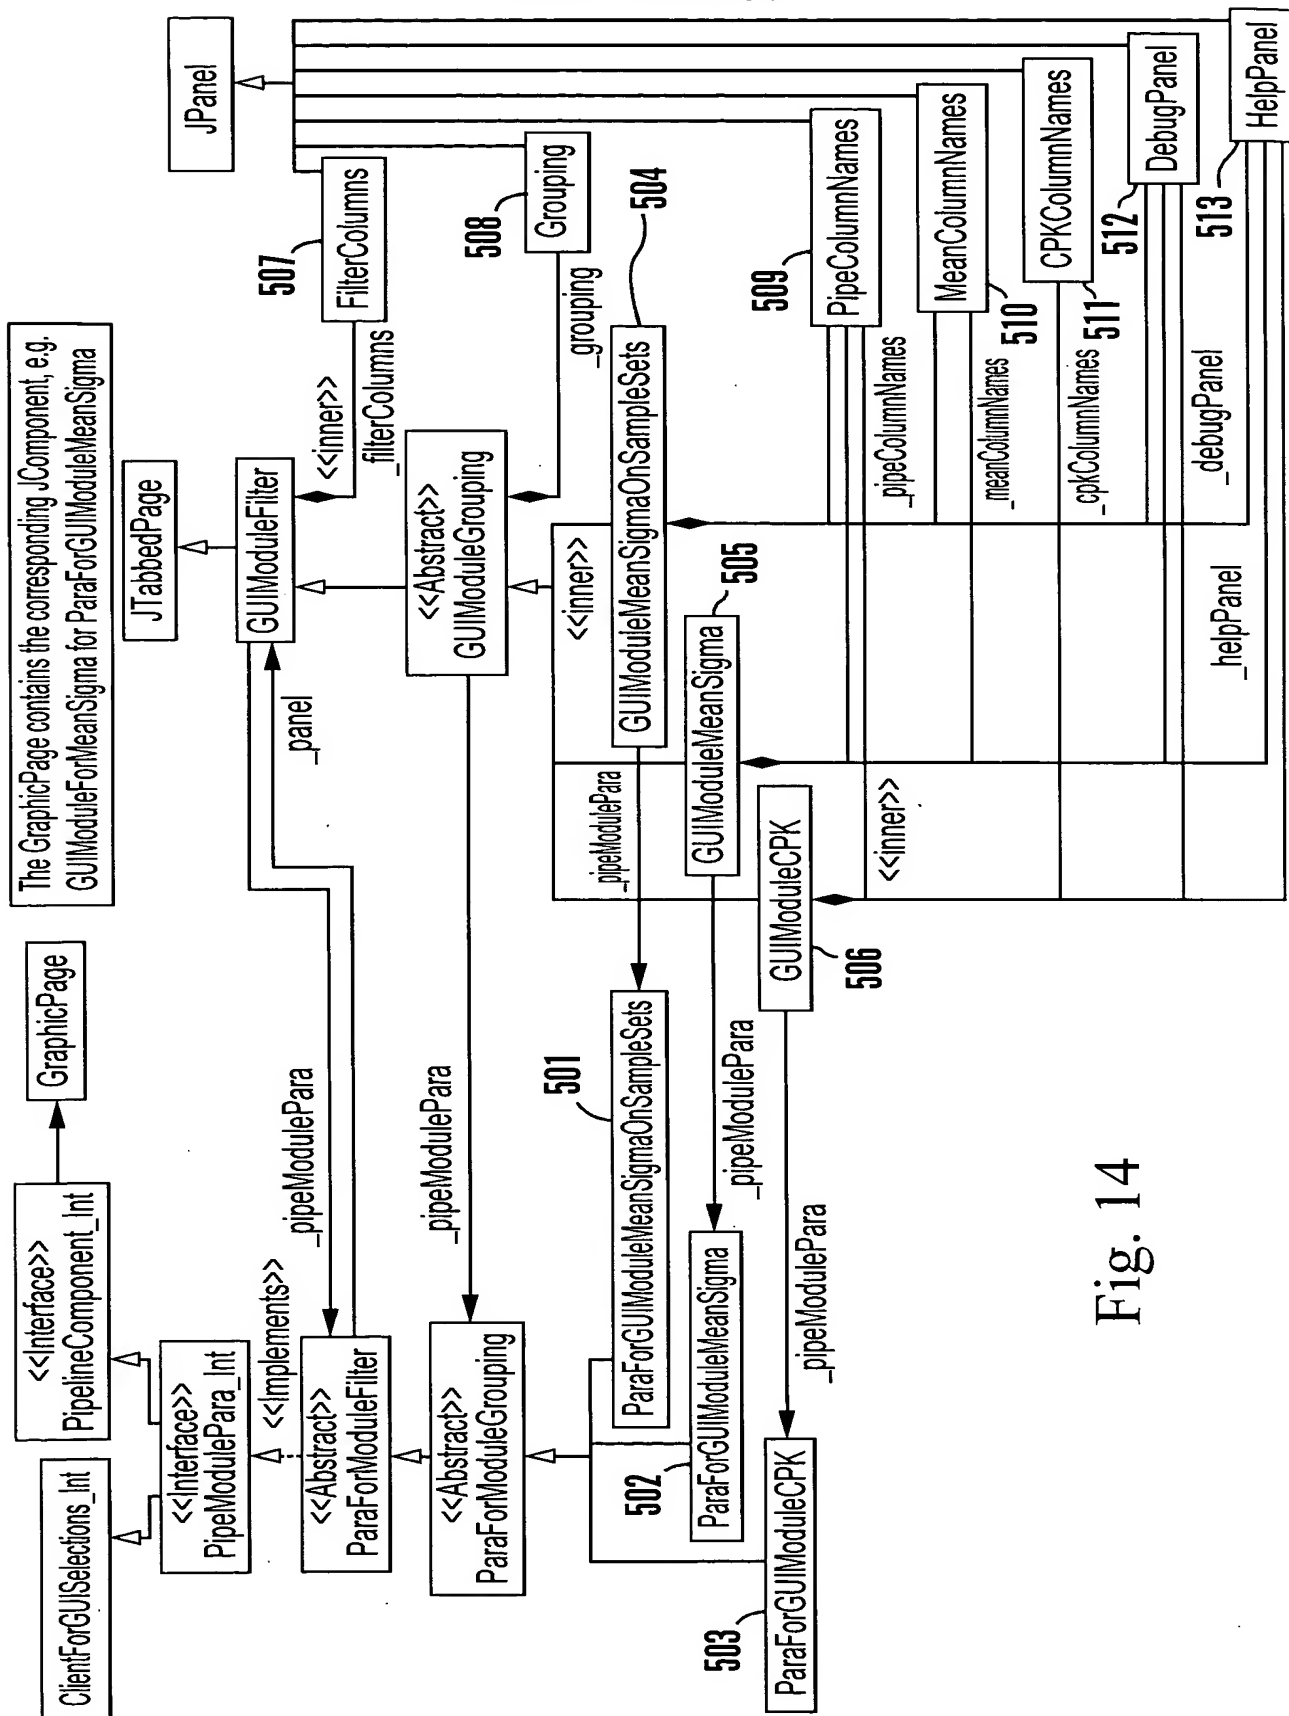 The GraphicPage contains the corresponding JComponent, e.g.
GUIModuleForMeanSigma for ParaForGUIModuleMeanSigma
ClientForGUISelections_Int
<<Interface>>
PipelineComponent_Int
GraphicPage
JTabbedPage
JPanel
<<Interface>>
PipeModulePara_Int
<<Implements>>
_pipeModulePara
_panel
GUIModuleFilter
<<inner>>
_filterColumns
507
FilterColumns
<<Abstract>>
ParaForModuleFilter
<<Abstract>>
ParaForModuleGrouping
_pipeModulePara
<<Abstract>>
GUIModuleGrouping
508
Grouping
_grouping
<<inner>>
501
ParaForGUIModuleMeanSigmaOnSampleSets
_pipeModulePara
GUIModuleMeanSigmaOnSampleSets
504
502
ParaForGUIModuleMeanSigma
_pipeModulePara
GUIModuleMeanSigma
505
503
ParaForGUIModuleCPK
_pipeModulePara
GUIModuleCPK
506
<<inner>>
509
PipeColumnNames
_pipeColumnNames
MeanColumnNames
510
_meanColumnNames
CPKColumnNames
511
_cpkColumnNames
512
DebugPanel
_debugPanel
513
HelpPanel
_helpPanel
Fig. 14